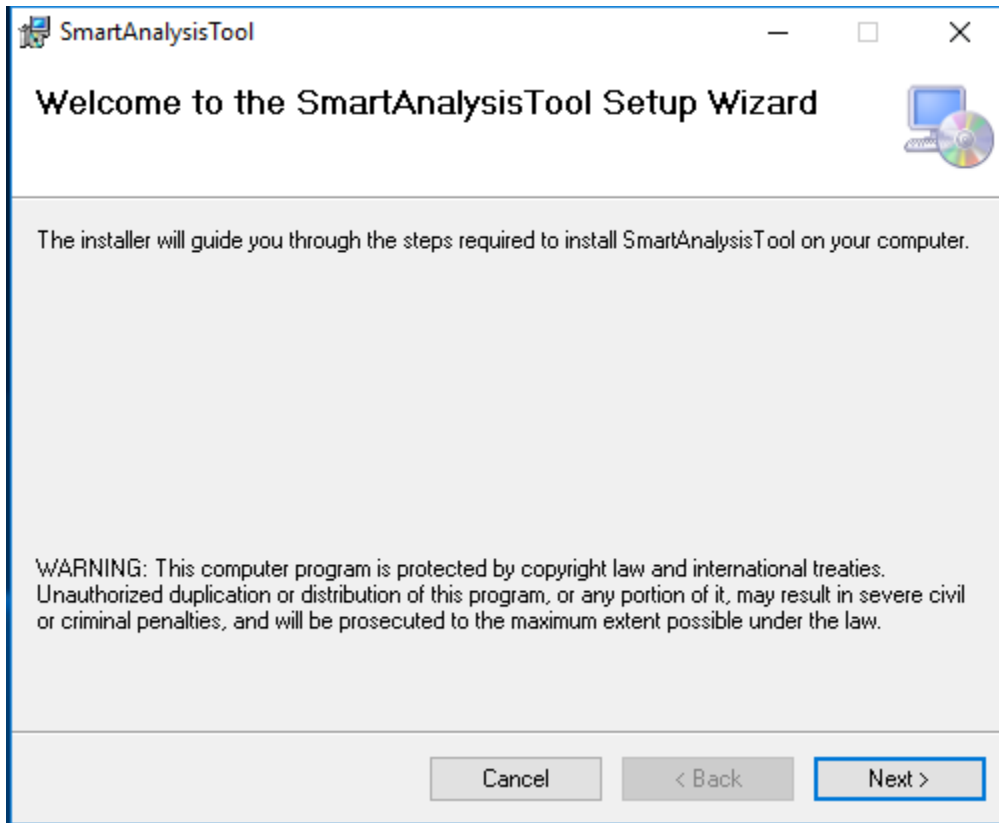 SmartAnalysisTool
Welcome to the SmartAnalysisTool Setup Wizard
The installer will guide you through the steps required to install SmartAnalysisTool on your computer.
WARNING: This computer program is protected by copyright law and international treaties.
Unauthorized duplication or distribution of this program, or any portion of it, may result in severe civil
or criminal penalties, and will be prosecuted to the maximum extent possible under the law.
Cancel
< Back
Next >